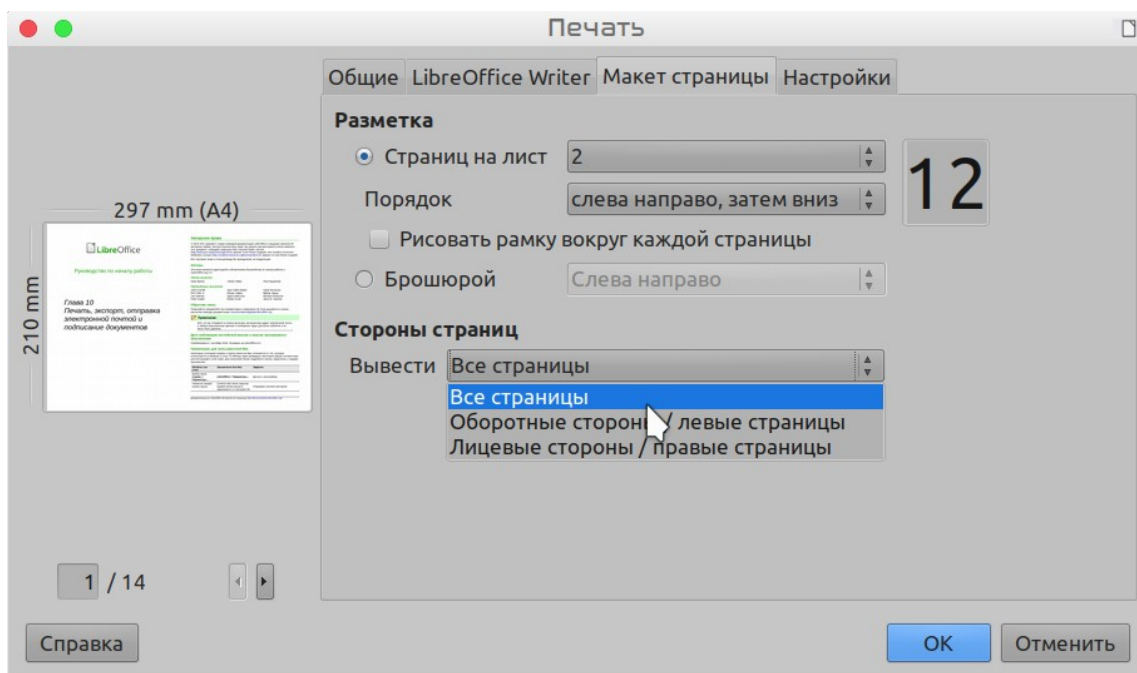 Печать
Общие LibreOffice Writer Макет страницы Настройки
Разметка
Страниц на лист 2
12
Порядок слева направо, затем вниз
Рисовать рамку вокруг каждой страницы
Брошюрой Слева направо
Стороны страниц
Вывести Все страницы
Все страницы
Оборотные стороны / левые страницы
Лицевые стороны / правые страницы
297 mm (A4)
210 mm
LibreOffice
Руководство по началу работы
Глава 10
Печать, экспорт, отправка
электронной почтой и
подписание документов
1 / 14
Справка OK Отменить